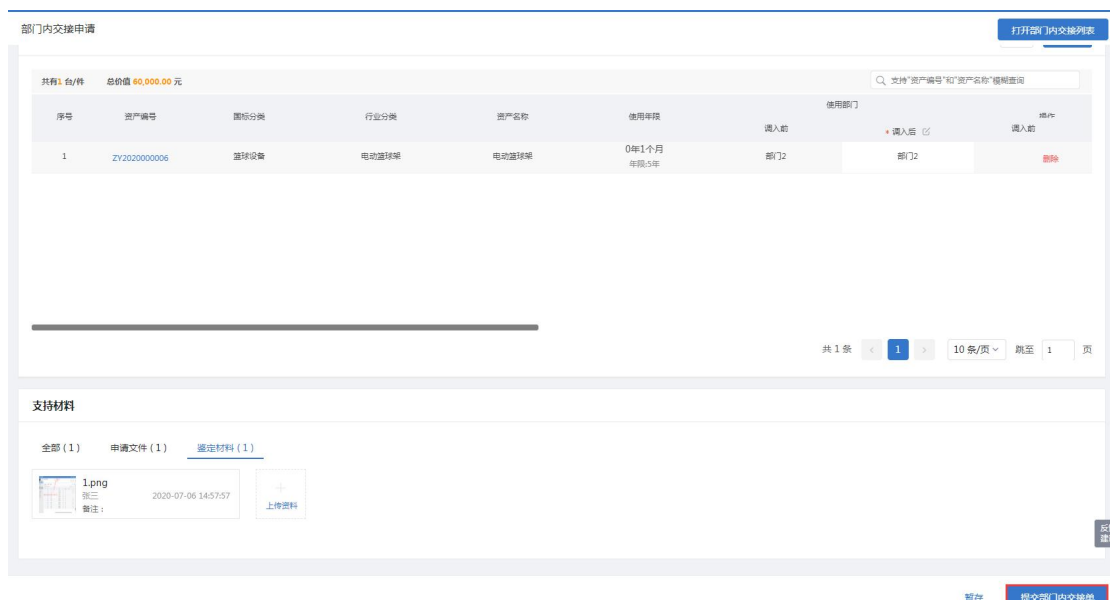 部门内交接申请 打开部门内交接列表
共有1 台/件 总价值 60,000.00 元 支持"资产编号"和"资产名称"模糊查询
序号 资产编号 国标分类 行业分类 资产名称 使用年限 使用部门 操作
调入前 * 调入后 调入前
1 ZY2020000006 篮球设备 电动篮球架 电动篮球架 0年1个月 部门2 部门2 删除
年限:5年
共 1 条 < 1 > 10 条/页 跳至 1 页
支持材料
全部 ( 1 ) 申请文件 ( 1 ) 鉴定材料 ( 1 )
1.png
张三 2020-07-06 14:57:57
备注：
+
上传资料
暂存 提交部门内交接单